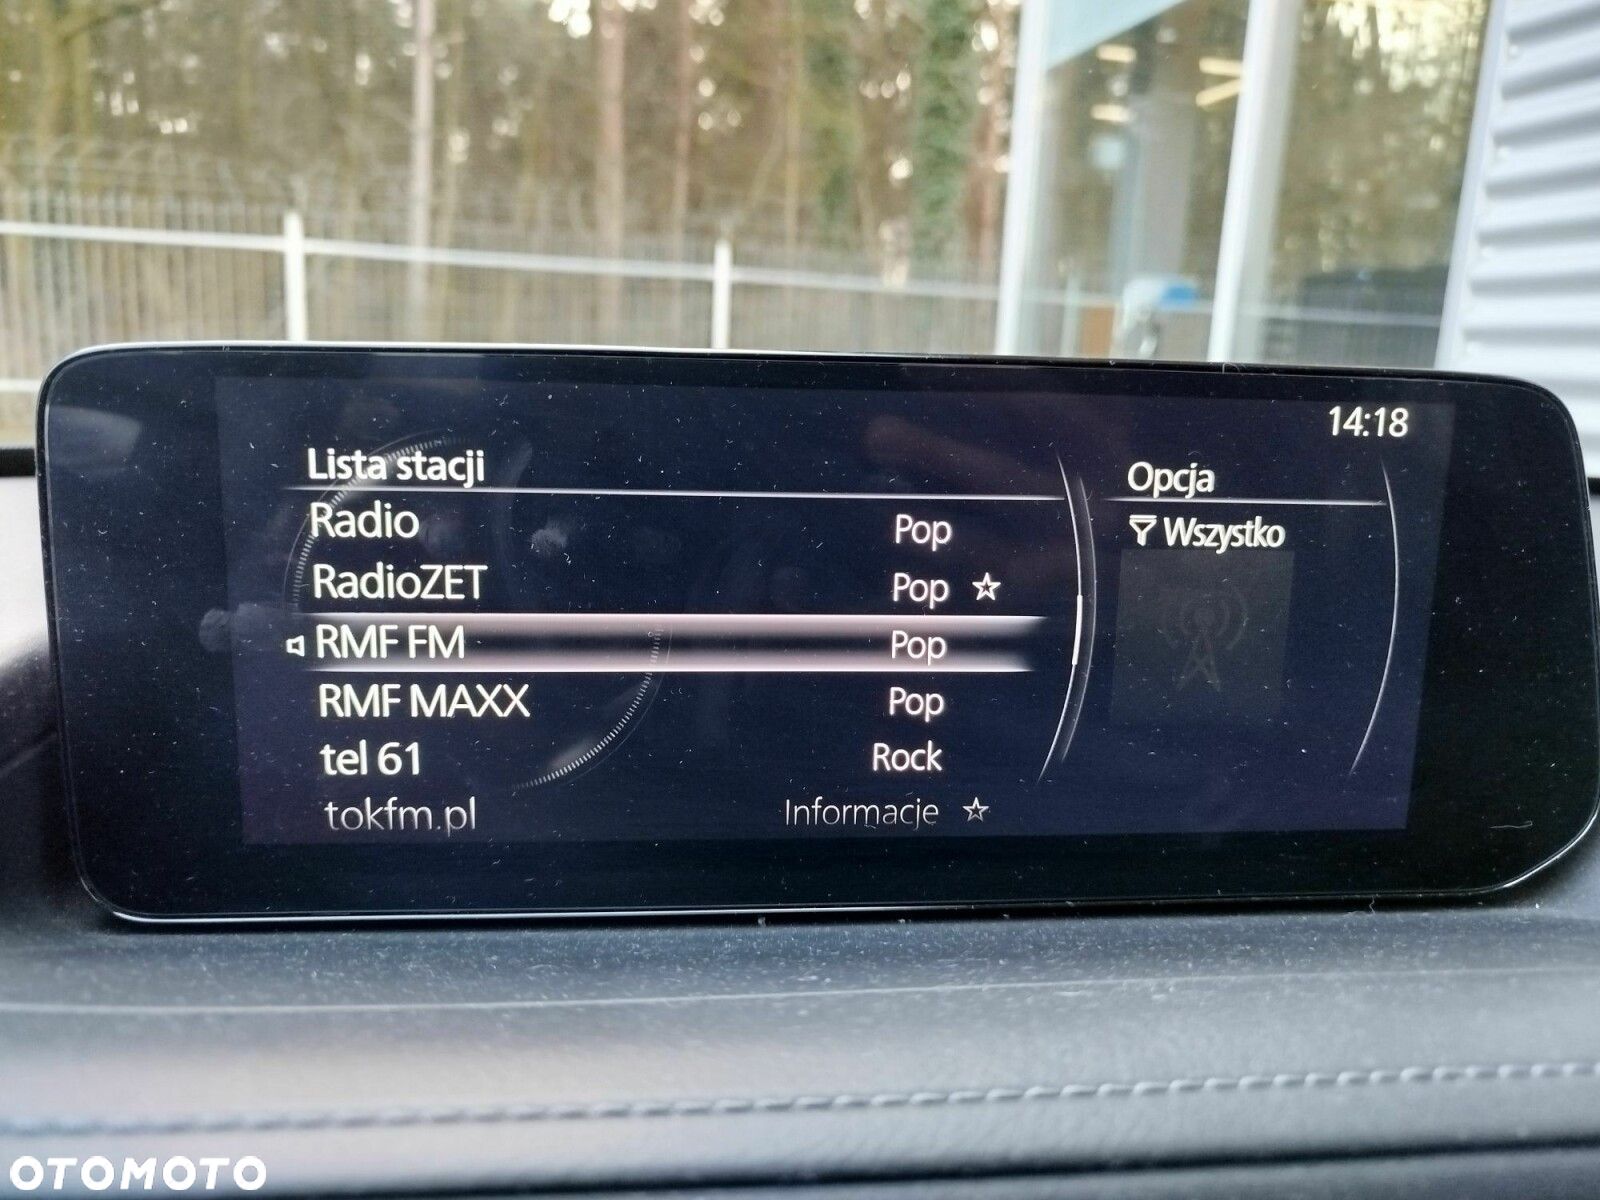 14:18
Lista stacji
Opcja
Radio Pop
Wszystko
RadioZET Pop
RMF FM Pop
RMF MAXX Pop
tel 61 Rock
tokfm.pl Informacje
OTOMOTO